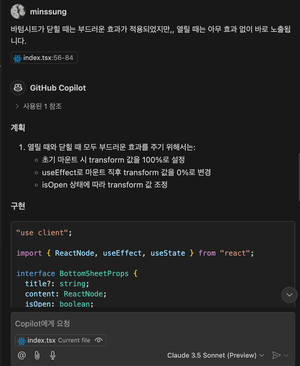 minssung
바텀시트가 닫힐 때는 부드러운 효과가 적용되었지만,, 열릴 때는 아무 효과 없이 바로 노출됩
니다.
index.tsx:56-84
GitHub Copilot
> 사용된 1 참조
계획
1. 열릴 때와 닫힐 때 모두 부드러운 효과를 주기 위해서는:
초기 마운트 시 transform 값을 100%로 설정
useEffect로 마운트 직후 transform 값을 0%로 변경
isOpen 상태에 따라 transform 값 조정
구현
"use client";
import { ReactNode, useEffect, useState } from "react";
interface BottomSheetProps {
title?: string;
content: ReactNode;
isOpen: boolean;
Copilot에게 요청
index.tsx Current file
@ Claude 3.5 Sonnet (Preview)